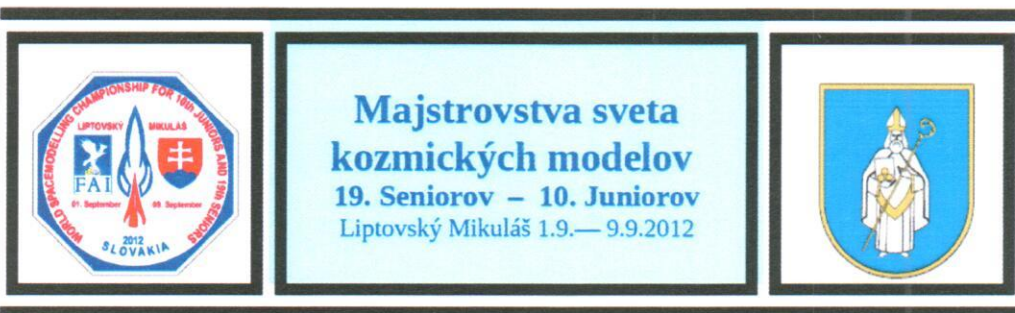 WORLD SPACEMODELLING CHAMPIONSHIP FOR 10th JUNIORS AND 19th SENIORS
LIPTOVSKÝ MIKULÁŠ
FAI
01. September 09. September
2012
SLOVAKIA
Majstrovstva sveta
kozmických modelov
19. Seniorov – 10. Juniorov
Liptovský Mikuláš 1.9.— 9.9.2012